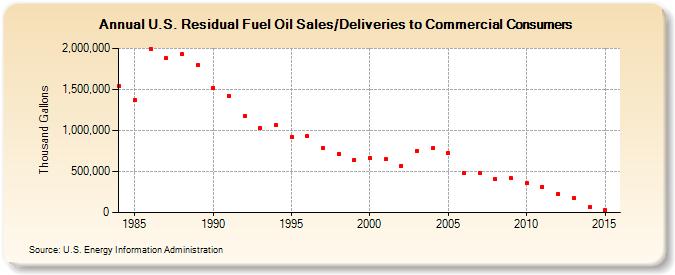 Annual U.S. Residual Fuel Oil Sales/Deliveries to Commercial Consumers
Thousand Gallons
2,000,000
1,500,000
1,000,000
500,000
0
1985 1990 1995 2000 2005 2010 2015
Source: U.S. Energy Information Administration